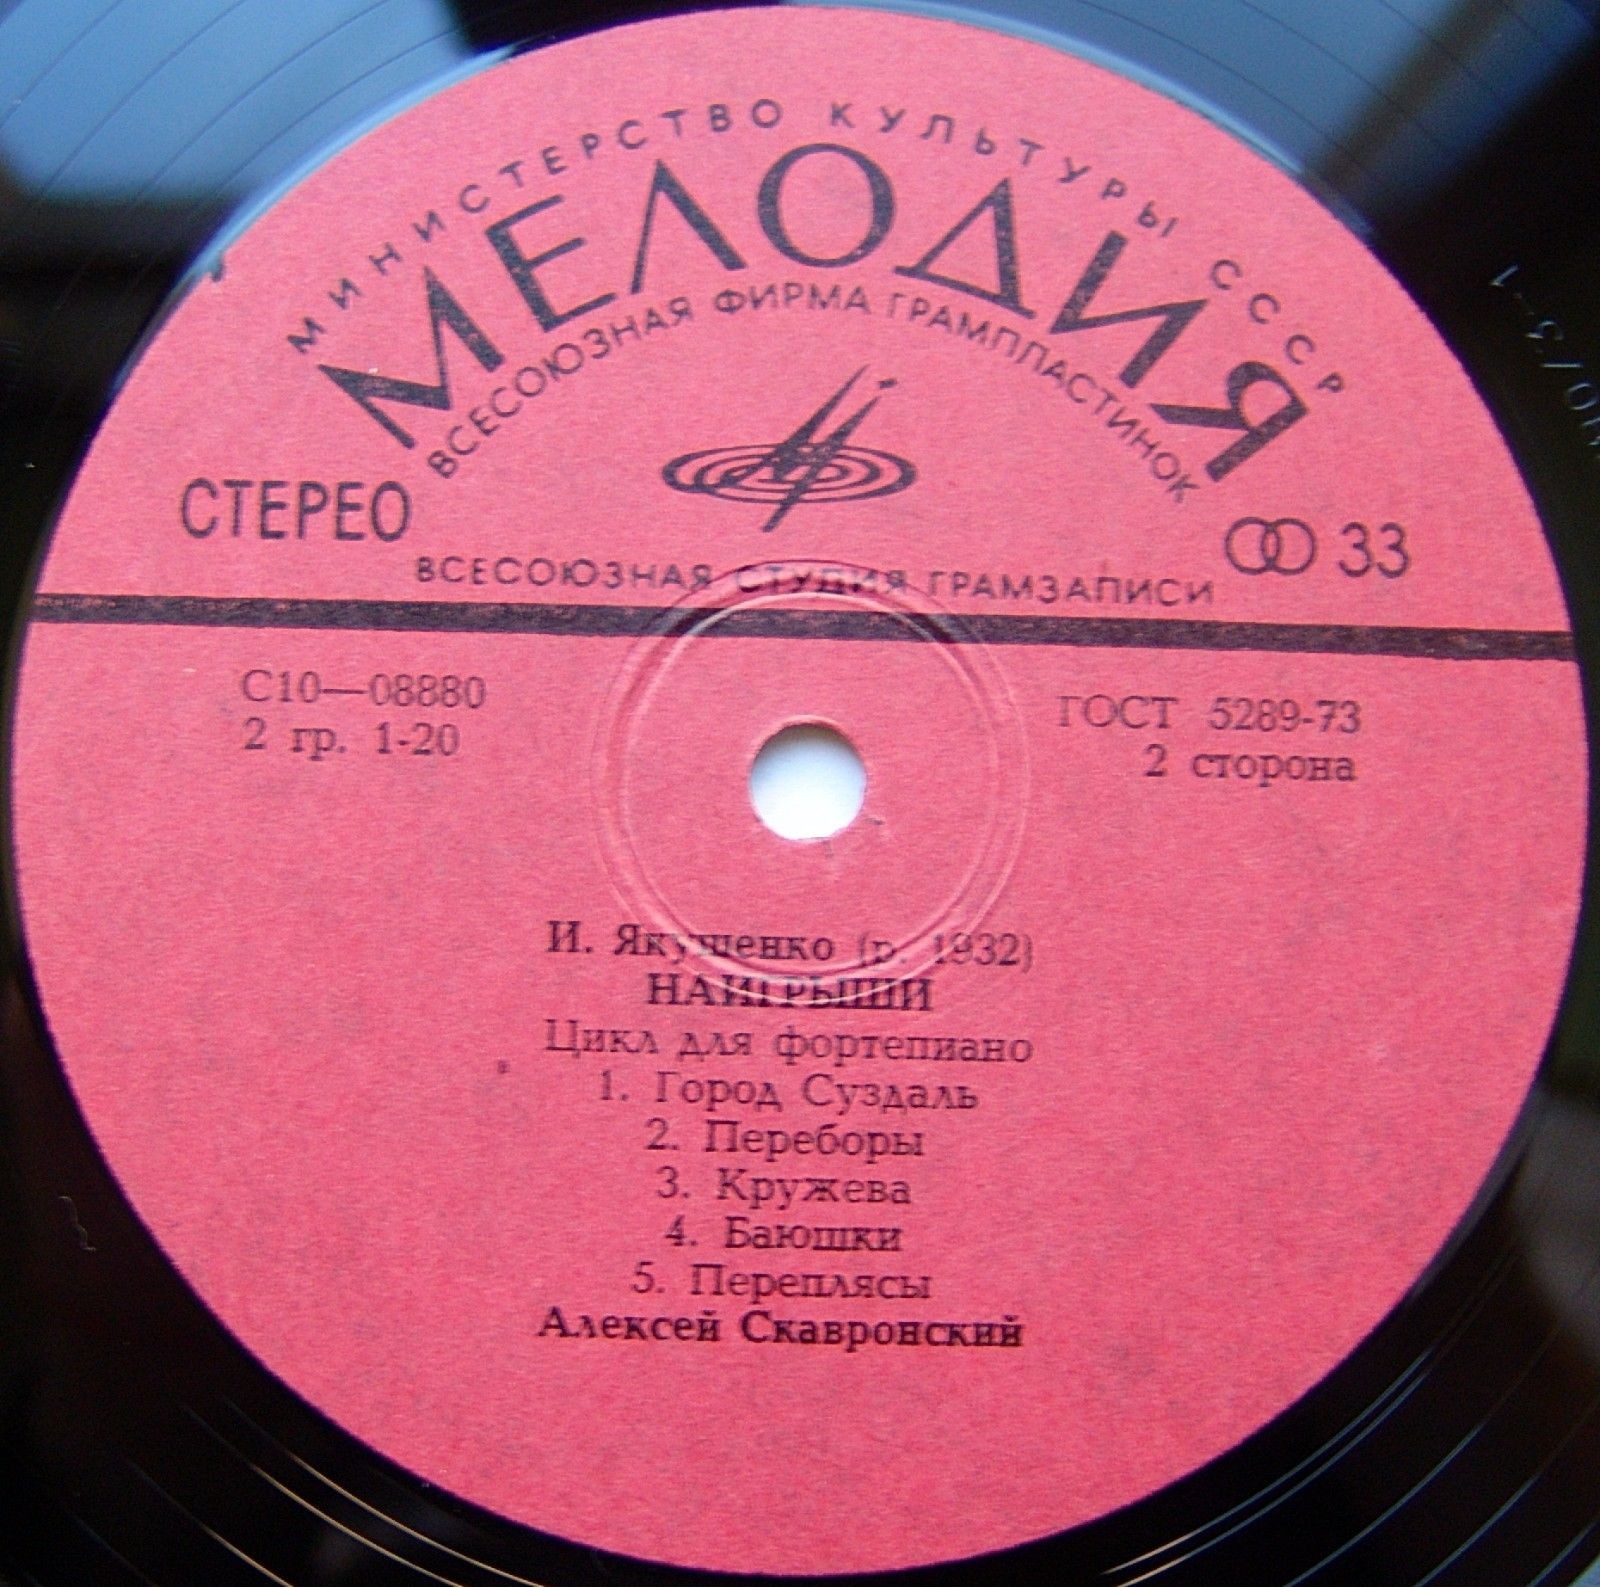 МИНИСТЕРСТВО КУЛЬТУРЫ СССР
МЕЛОДИЯ
ВСЕСОЮЗНАЯ ФИРМА ГРАМПЛАСТИНОК
СТЕРЕО
33
ВСЕСОЮЗНАЯ СТУДИЯ ГРАМЗАПИСИ
С10—08880
ГОСТ 5289-73
2 гр. 1-20
2 сторона
И. Якушенко (р. 1932)
НАИГРЫШИ
Цикл для фортепиано
1. Город Суздаль
2. Переборы
3. Кружева
4. Баюшки
5. Переплясы
Алексей Скавронский